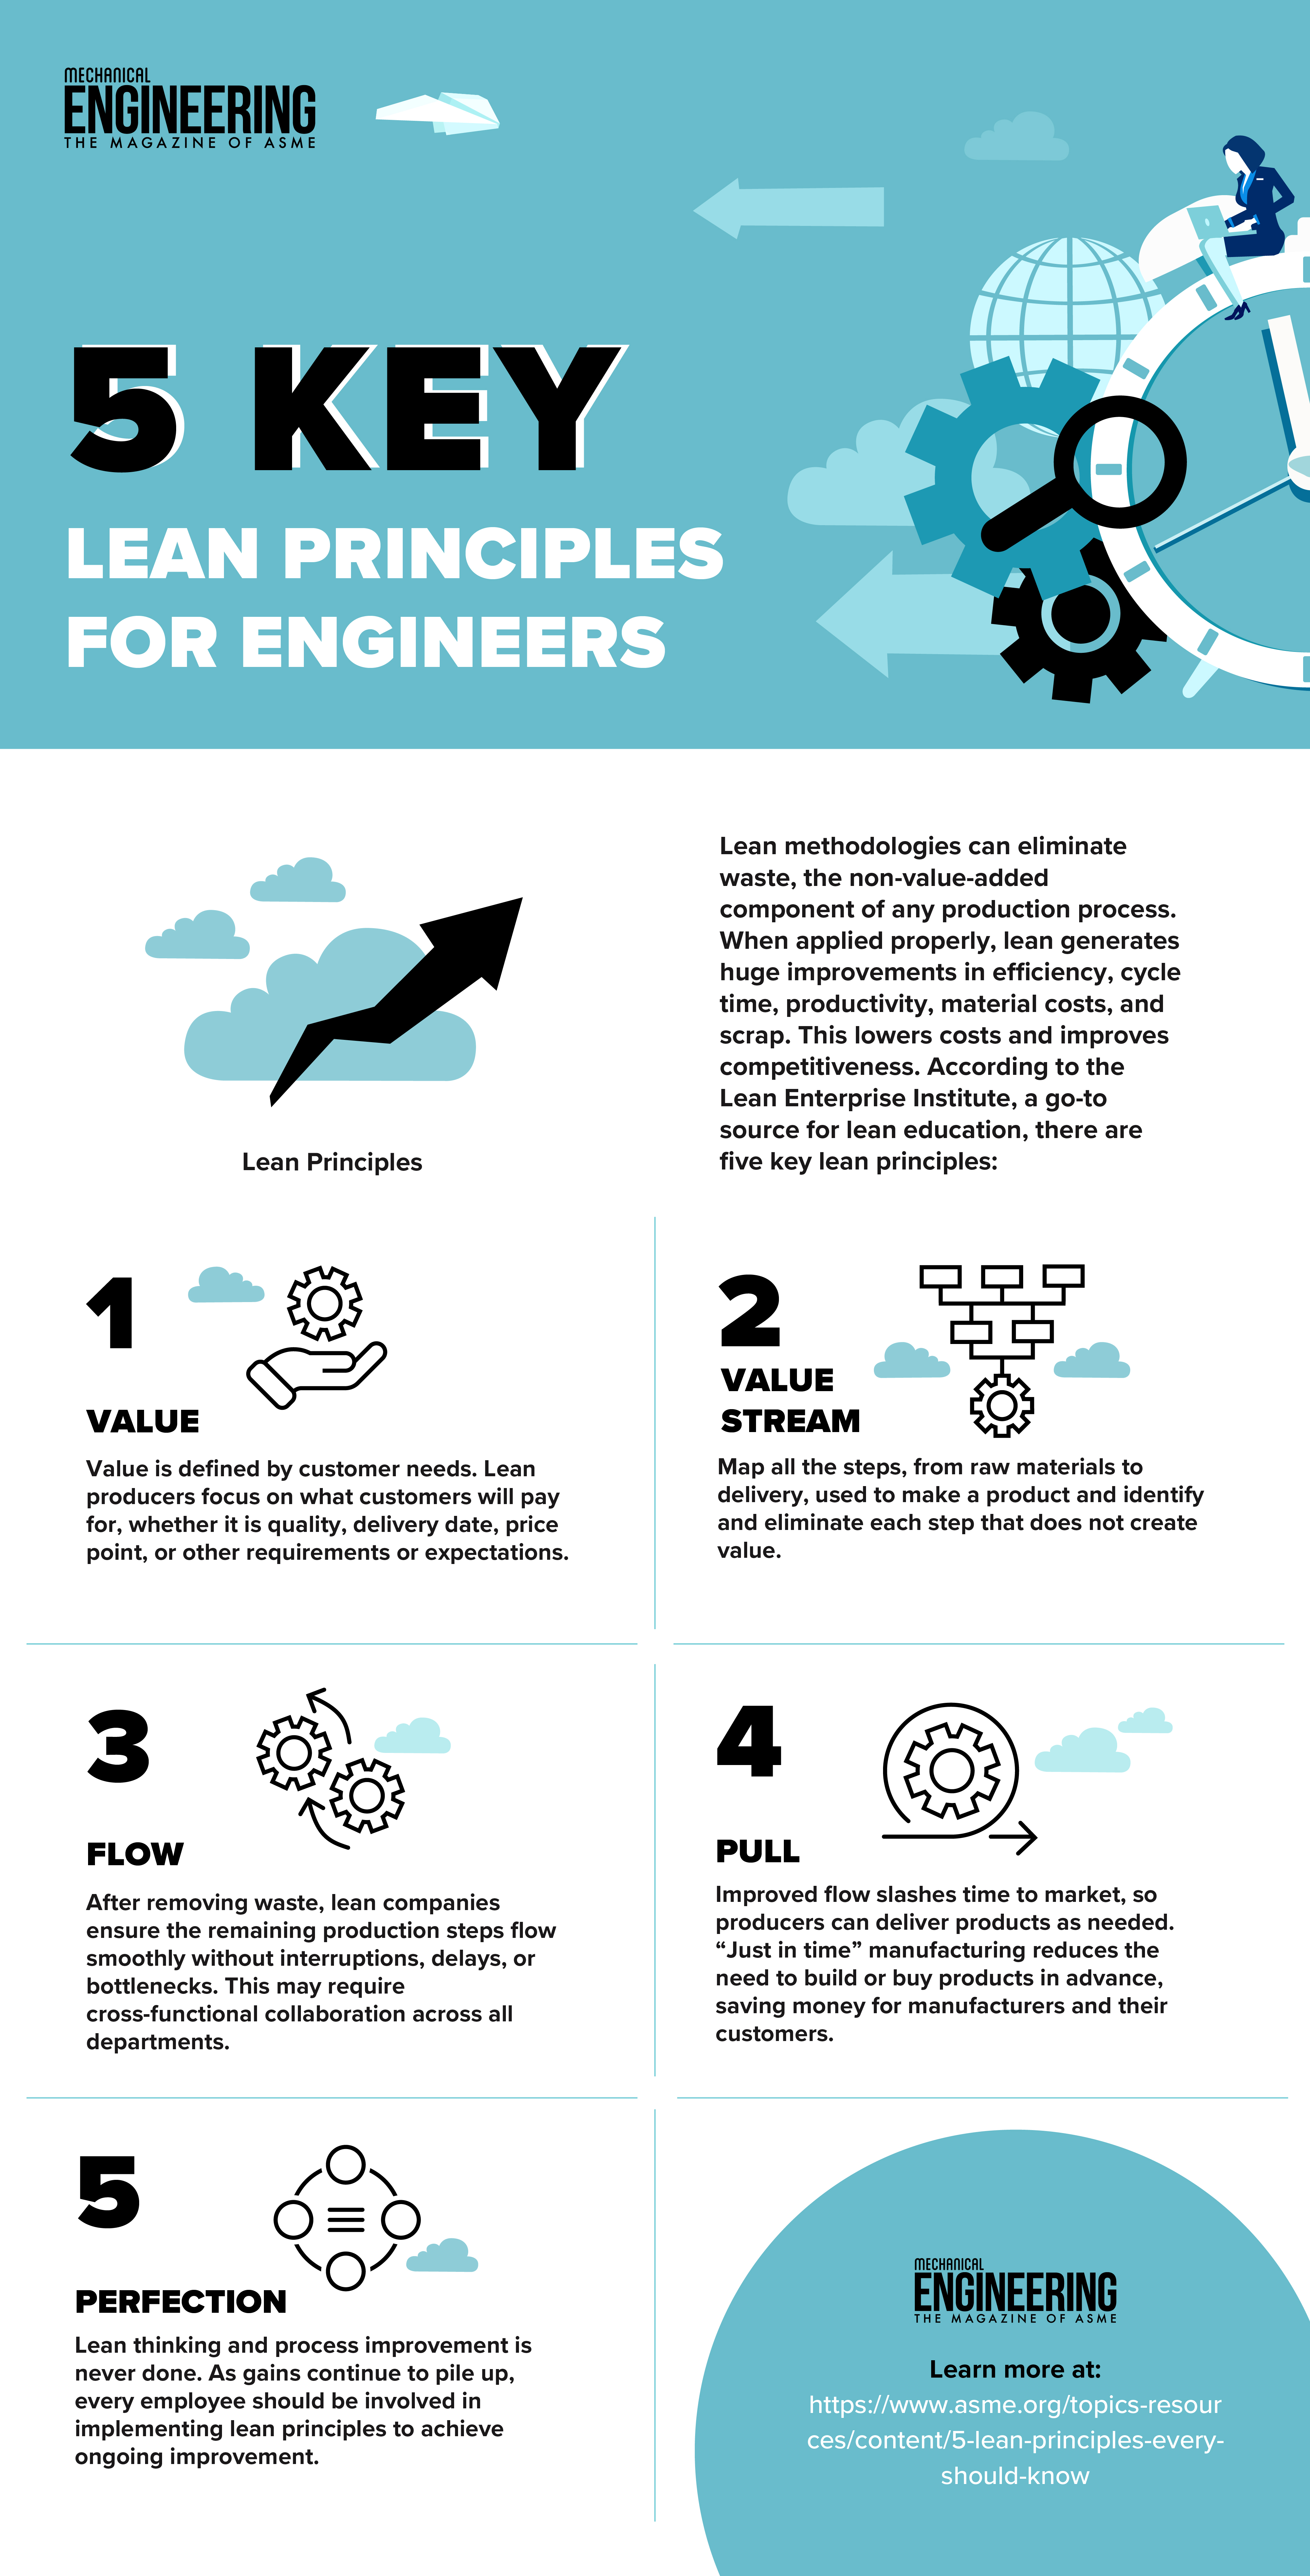 MECHANICAL
ENGINEERING
THE MAGAZINE OF ASME
5 KEY
LEAN PRINCIPLES
FOR ENGINEERS
Lean Principles
Lean methodologies can eliminate
waste, the non-value-added
component of any production process.
When applied properly, lean generates
huge improvements in efficiency, cycle
time, productivity, material costs, and
scrap. This lowers costs and improves
competitiveness. According to the
Lean Enterprise Institute, a go-to
source for lean education, there are
five key lean principles:
1
VALUE
Value is defined by customer needs. Lean
producers focus on what customers will pay
for, whether it is quality, delivery date, price
point, or other requirements or expectations.
2
VALUE
STREAM
Map all the steps, from raw materials to
delivery, used to make a product and identify
and eliminate each step that does not create
value.
3
FLOW
After removing waste, lean companies
ensure the remaining production steps flow
smoothly without interruptions, delays, or
bottlenecks. This may require
cross-functional collaboration across all
departments.
4
PULL
Improved flow slashes time to market, so
producers can deliver products as needed.
“Just in time” manufacturing reduces the
need to build or buy products in advance,
saving money for manufacturers and their
customers.
5
PERFECTION
Lean thinking and process improvement is
never done. As gains continue to pile up,
every employee should be involved in
implementing lean principles to achieve
ongoing improvement.
MECHANICAL
ENGINEERING
THE MAGAZINE OF ASME
Learn more at:
https://www.asme.org/topics-resour
ces/content/5-lean-principles-every-
should-know